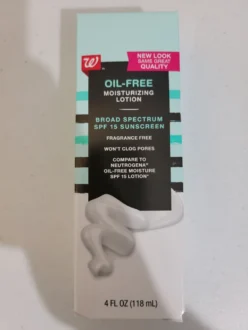 W
NEW LOOK
SAME GREAT
QUALITY
OIL-FREE
MOISTURIZING
LOTION
BROAD SPECTRUM
SPF 15 SUNSCREEN
FRAGRANCE FREE
WON'T CLOG PORES
COMPARE TO
NEUTROGENA®
OIL-FREE MOISTURE
SPF 15 LOTION*
4 FL OZ (118 mL)